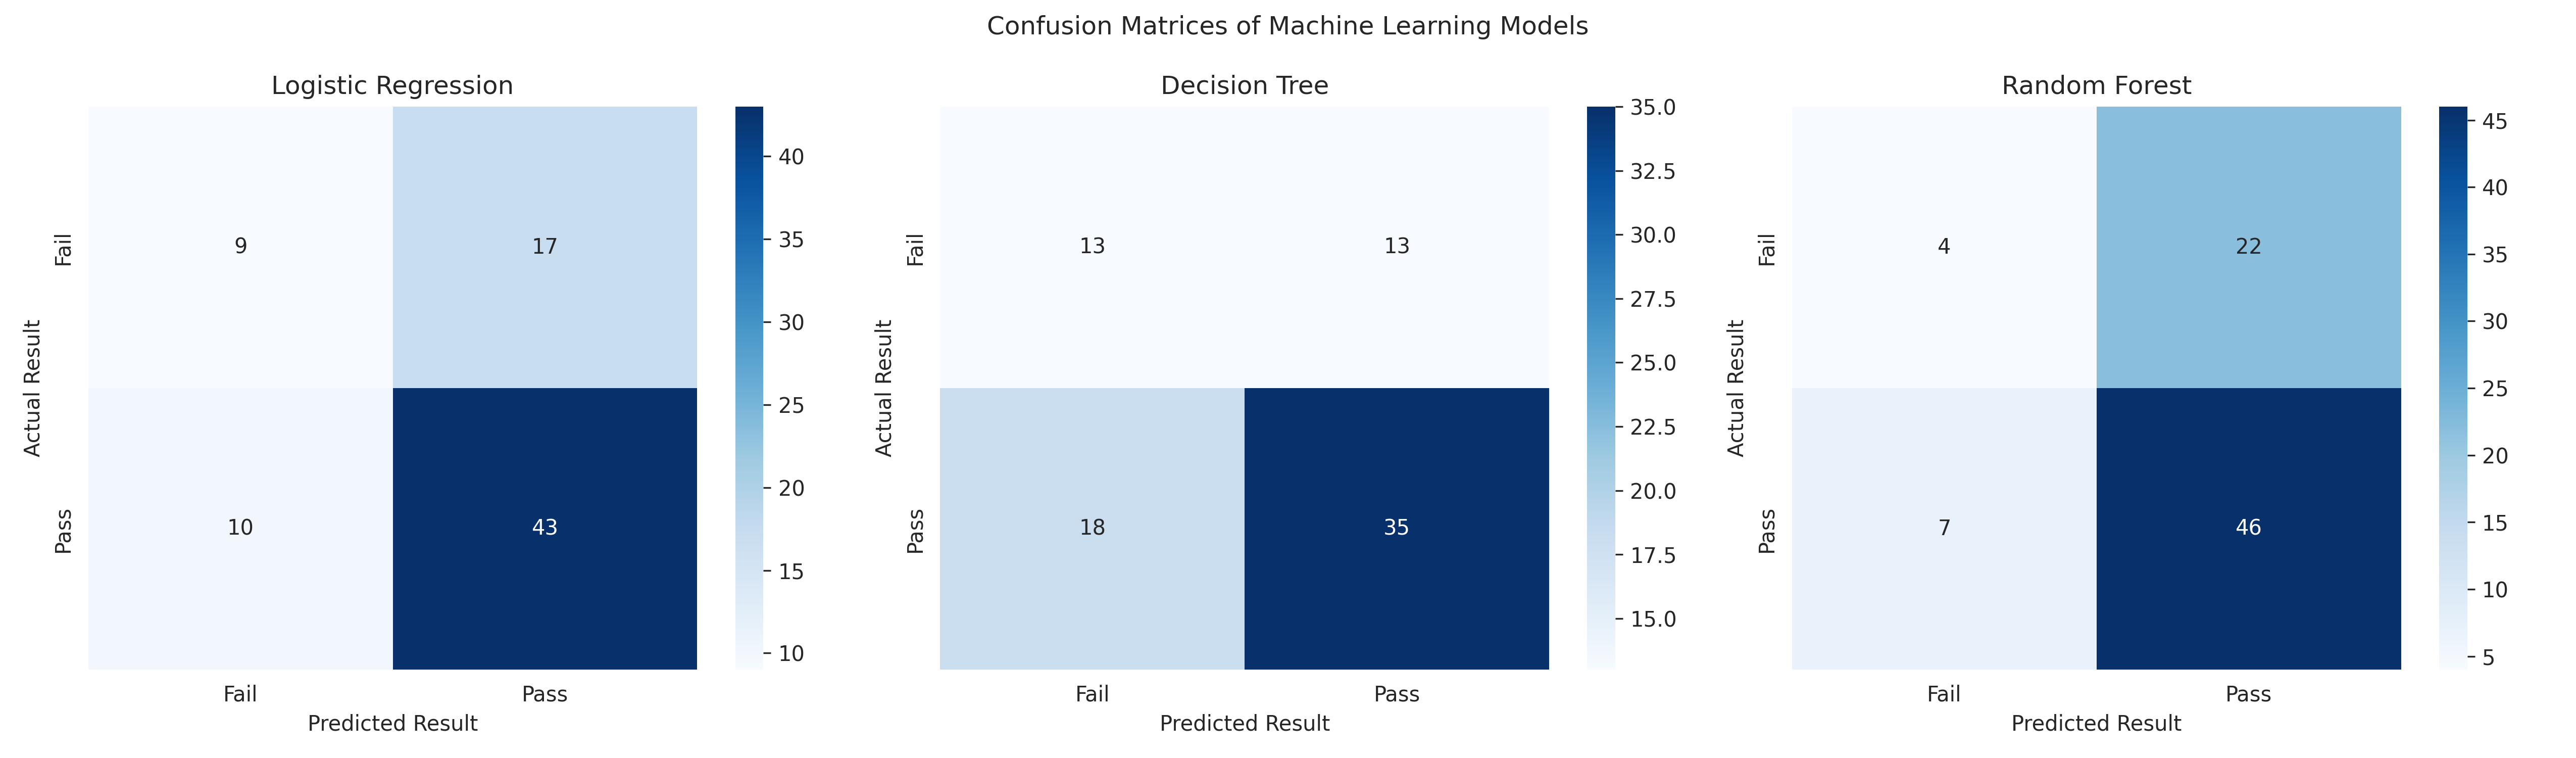 Confusion Matrices of Machine Learning Models
Logistic Regression
Actual Result
Fail
Pass
9
17
10
43
Fail
Pass
Predicted Result
40
35
30
25
20
15
10
Decision Tree
Actual Result
Fail
Pass
13
13
18
35
Fail
Pass
Predicted Result
35.0
32.5
30.0
27.5
25.0
22.5
20.0
17.5
15.0
Random Forest
Actual Result
Fail
Pass
4
22
7
46
Fail
Pass
Predicted Result
45
40
35
30
25
20
15
10
5